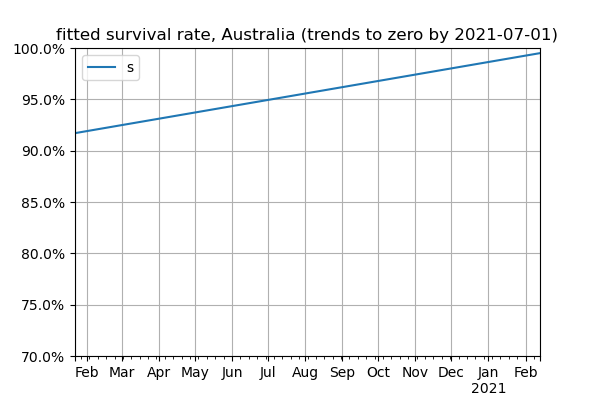 fitted survival rate, Australia (trends to zero by 2021-07-01)
s
100.0%
95.0%
90.0%
85.0%
80.0%
75.0%
70.0%
Feb Mar Apr May Jun Jul Aug Sep Oct Nov Dec Jan Feb
2021